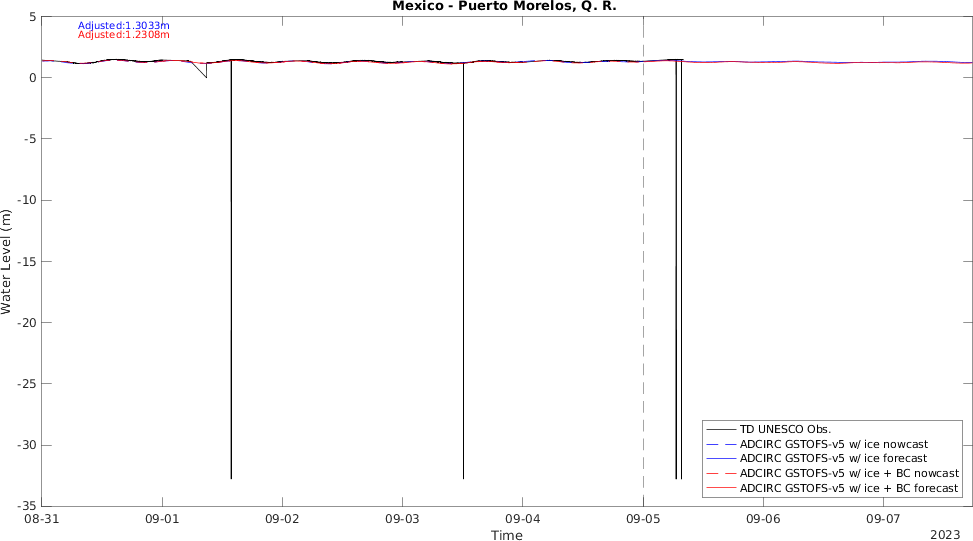 Mexico - Puerto Morelos, Q. R.
Adjusted:1.3033m
Adjusted:1.2308m
5
0
-5
-10
-15
-20
-25
-30
-35
Water Level (m)
TD UNESCO Obs.
ADCIRC GSTOFS-v5 w/ ice nowcast
ADCIRC GSTOFS-v5 w/ ice forecast
ADCIRC GSTOFS-v5 w/ ice + BC nowcast
ADCIRC GSTOFS-v5 w/ ice + BC forecast
08-31 09-01 09-02 09-03 09-04 09-05 09-06 09-07
Time
2023